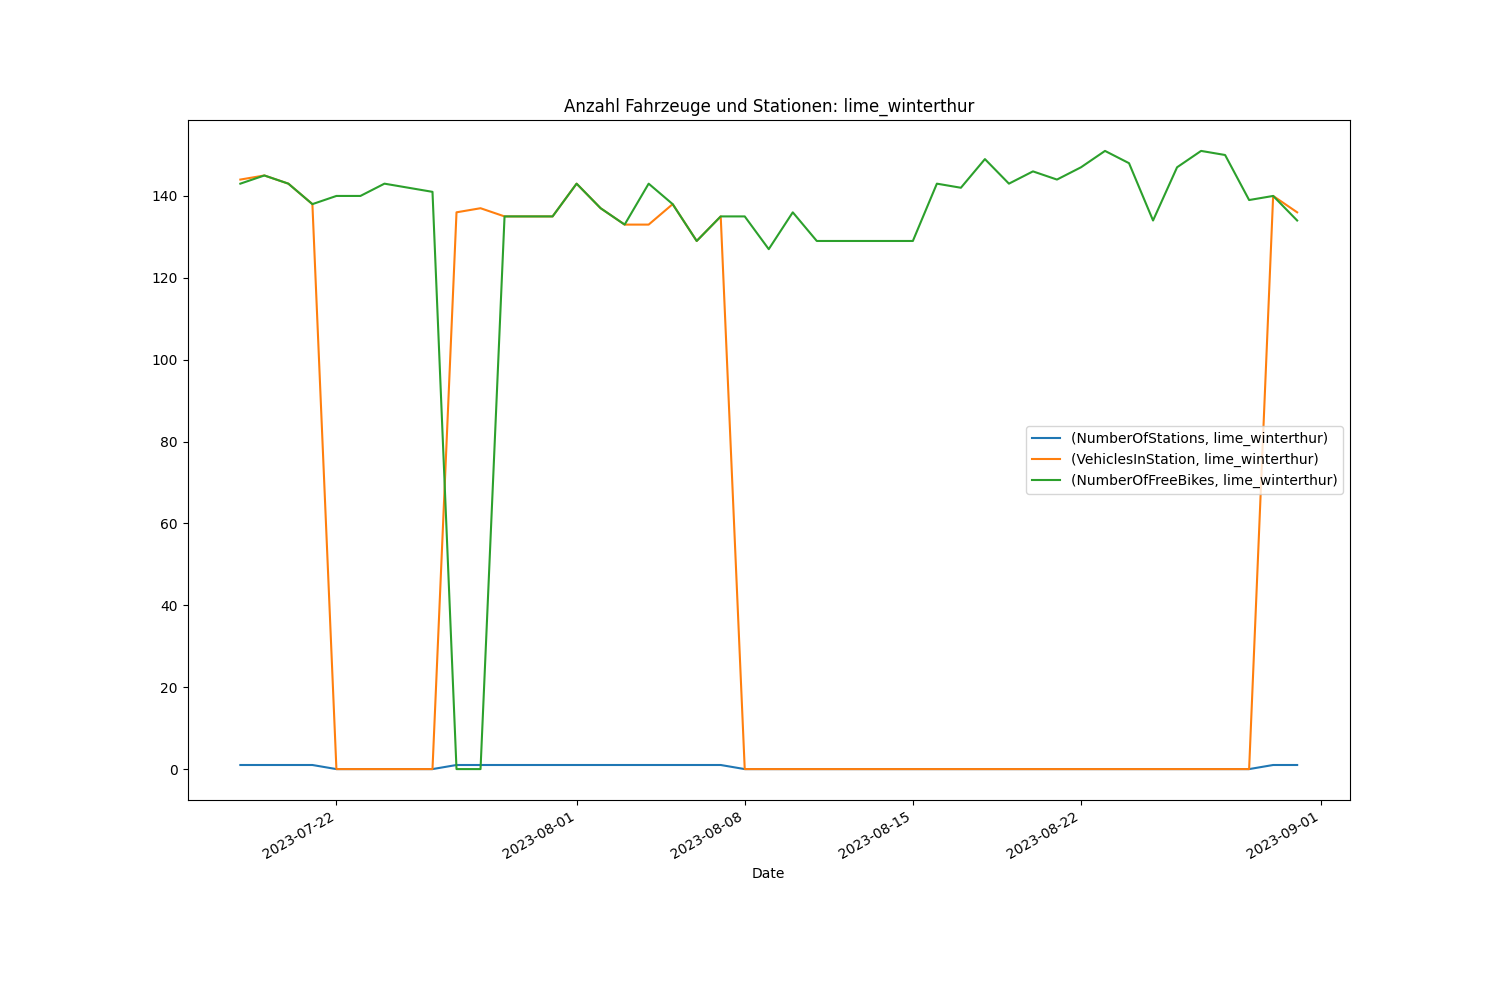 Anzahl Fahrzeuge und Stationen: lime_winterthur
140
120
100
80
60
40
20
0
(NumberOfStations, lime_winterthur)
(VehiclesInStation, lime_winterthur)
(NumberOfFreeBikes, lime_winterthur)
2023-07-22
2023-08-01
2023-08-08
2023-08-15
2023-08-22
2023-09-01
Date